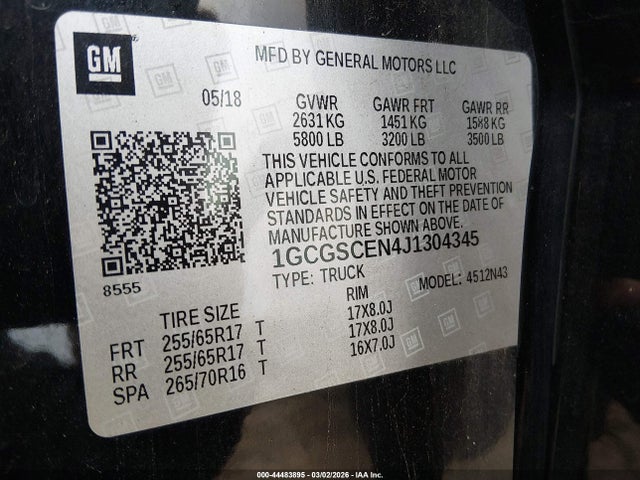 GM
MFD BY GENERAL MOTORS LLC
05/18
GVWR GAWR FRT GAWR RR
2631 KG 1451 KG 1588 KG
5800 LB 3200 LB 3500 LB
THIS VEHICLE CONFORMS TO ALL
APPLICABLE U.S. FEDERAL MOTOR
VEHICLE SAFETY AND THEFT PREVENTION
STANDARDS IN EFFECT ON THE DATE OF
MANUFACTURE SHOWN ABOVE.
1GCGSCEN4J1304345
8555
TYPE: TRUCK MODEL: 4512N43
TIRE SIZE RIM
FRT 255/65R17 T 17X8.0J
RR 255/65R17 T 17X8.0J
SPA 265/70R16 T 16X7.0J
000-44483895 - 03/02/2026 - IAA Inc.